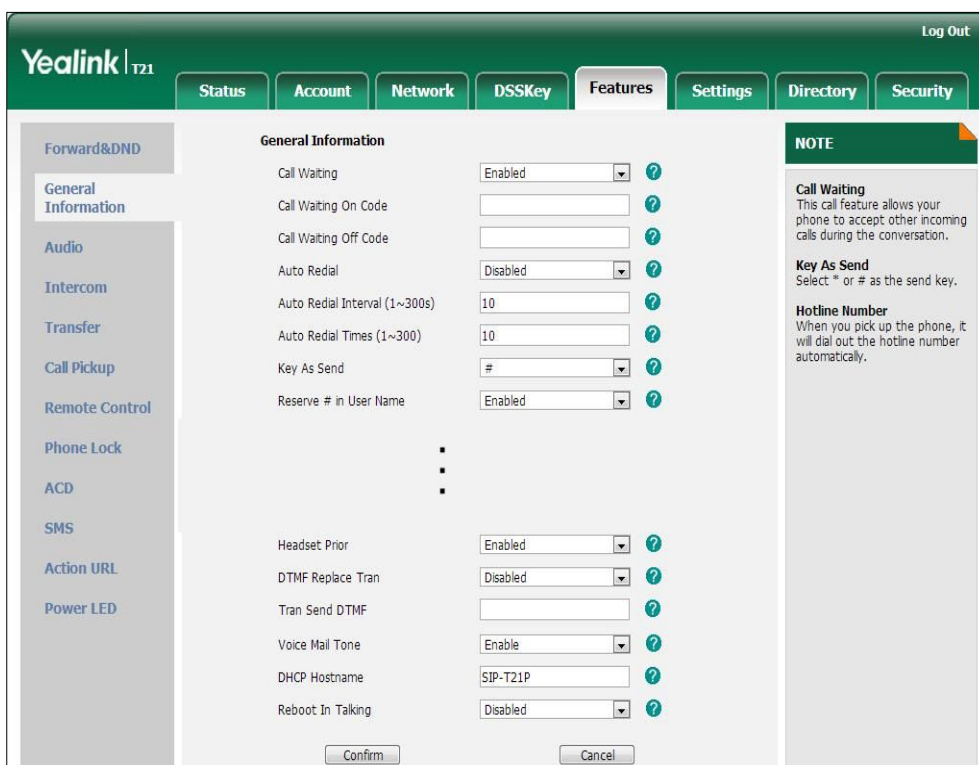 Log Out
Yealink T21
Status Account Network DSSKey Features Settings Directory Security
Forward&DND
General
Information
Audio
Intercom
Transfer
Call Pickup
Remote Control
Phone Lock
ACD
SMS
Action URL
Power LED
General Information
Call Waiting Enabled ?
Call Waiting On Code ?
Call Waiting Off Code ?
Auto Redial Disabled ?
Auto Redial Interval (1~300s) 10 ?
Auto Redial Times (1~300) 10 ?
Key As Send # ?
Reserve # in User Name Enabled ?
Headset Prior Enabled ?
DTMF Replace Tran Disabled ?
Tran Send DTMF ?
Voice Mail Tone Enable ?
DHCP Hostname SIP-T21P ?
Reboot In Talking Disabled ?
Confirm Cancel
NOTE
Call Waiting
This call feature allows your
phone to accept other incoming
calls during the conversation.
Key As Send
Select * or # as the send key.
Hotline Number
When you pick up the phone, it
will dial out the hotline number
automatically.